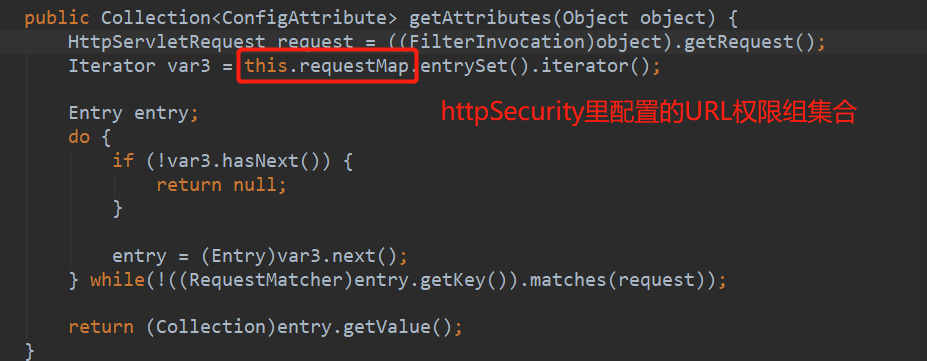 public Collection<ConfigAttribute> getAttributes(Object object) {
HttpServletRequest request = ((FilterInvocation)object).getRequest();
Iterator var3 = this.requestMap.entrySet().iterator();
httpSecurity里配置的URL权限组集合
Entry entry;
do {
if (!var3.hasNext()) {
return null;
}
entry = (Entry)var3.next();
} while(!((RequestMatcher)entry.getKey()).matches(request));
return (Collection)entry.getValue();
}